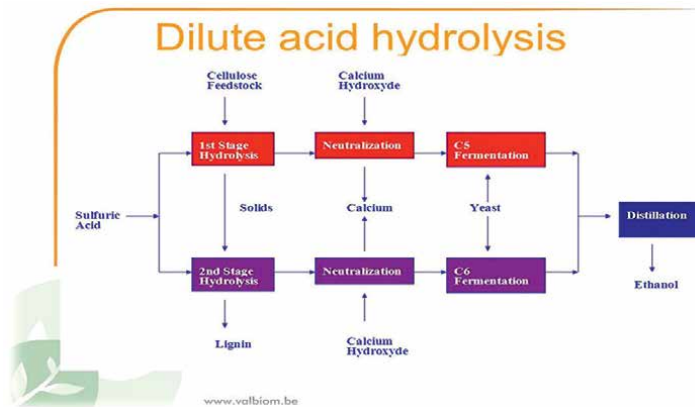 Dilute acid hydrolysis
Cellulose
Feedstock
Calcium
Hydroxyde
1st Stage
Hydrolysis
Neutralization
C5
Fermentation
Sulfuric
Acid
Solids
Calcium
Yeast
Distillation
2nd Stage
Hydrolysis
Neutralization
C6
Fermentation
Ethanol
Lignin
Calcium
Hydroxyde
www.valbiom.be